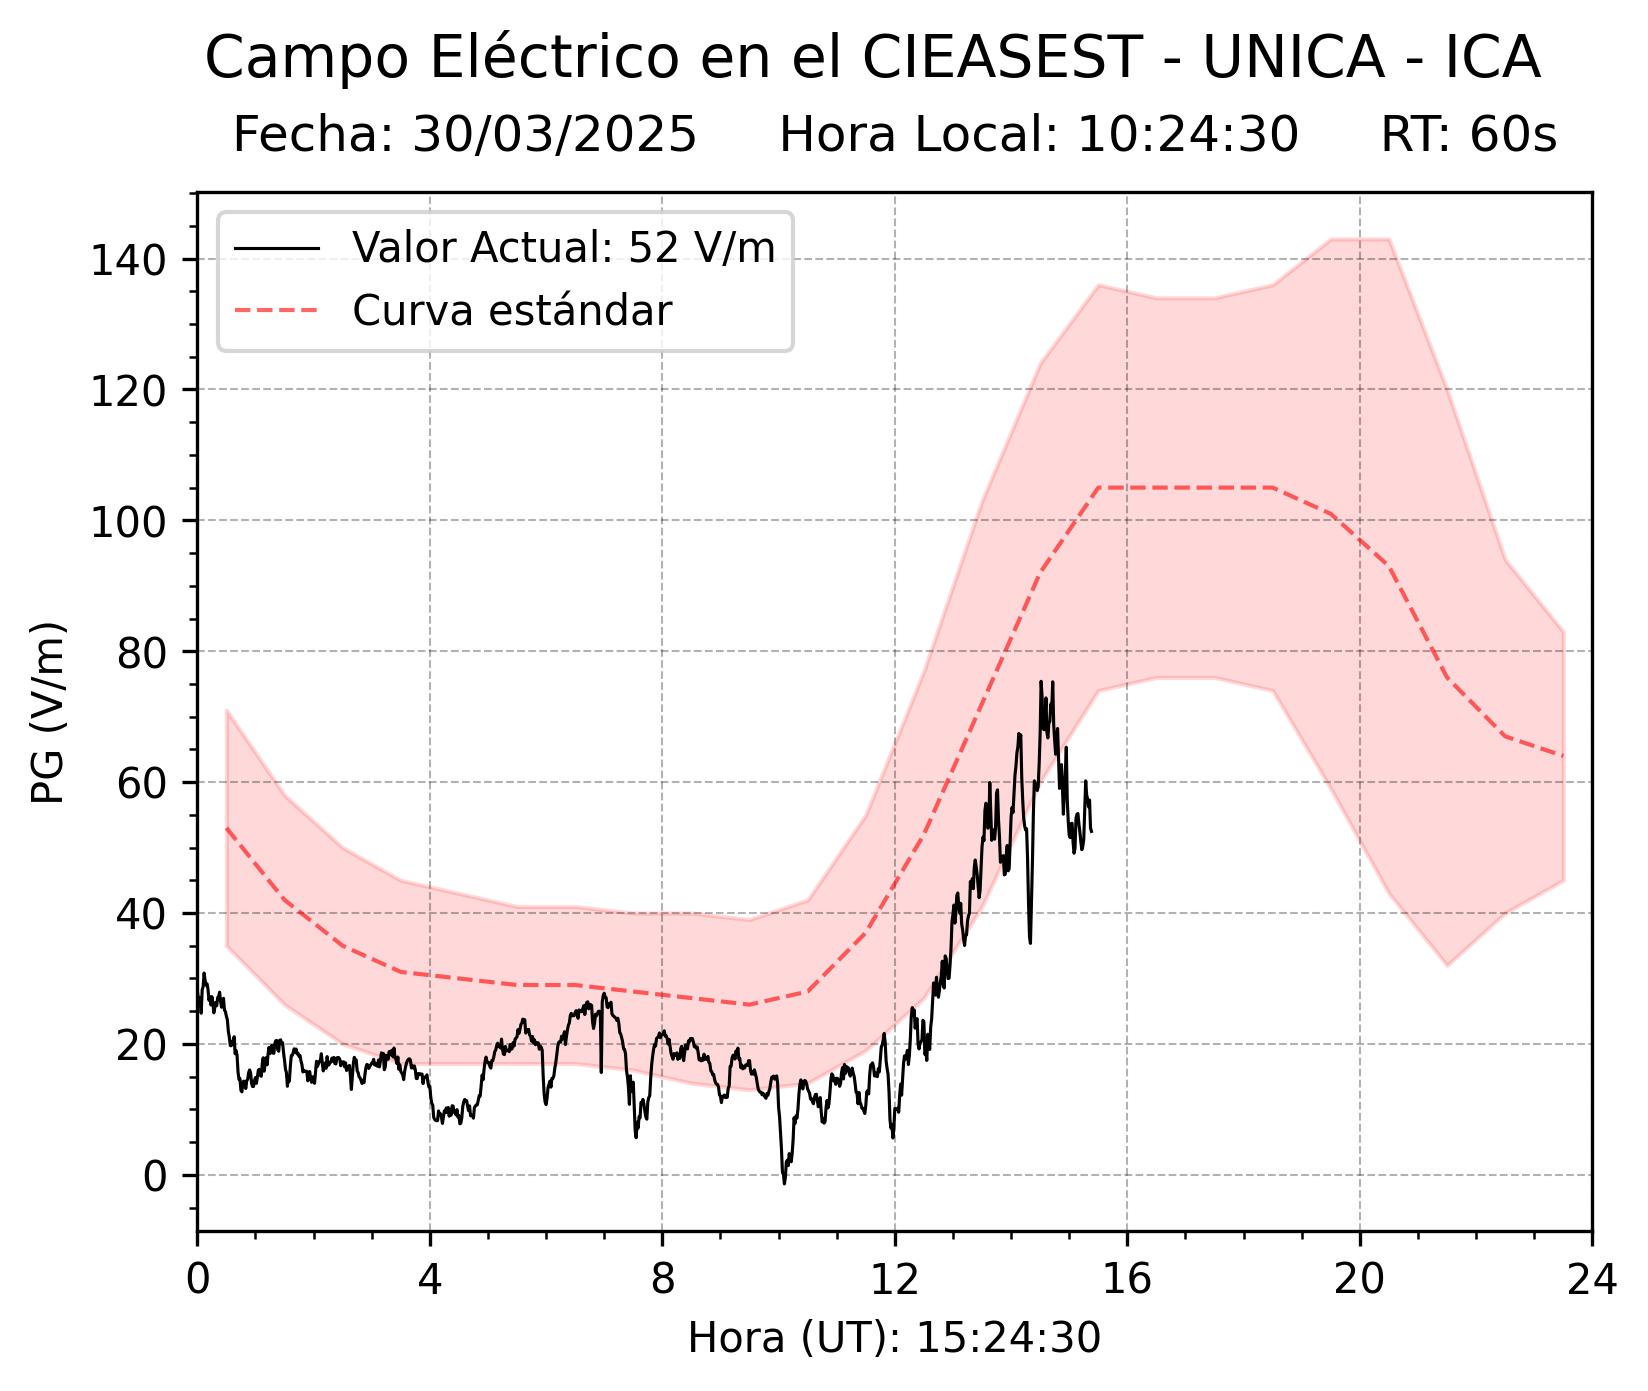 Campo Eléctrico en el CIEASEST - UNICA - ICA
Fecha: 30/03/2025 Hora Local: 10:24:30 RT: 60s
Valor Actual: 52 V/m
Curva estándar
PG (V/m)
140
120
100
80
60
40
20
0
0 4 8 12 16 20 24
Hora (UT): 15:24:30